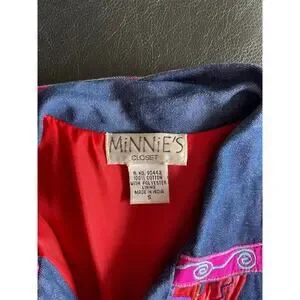 MiNNiE'S
CLOSET
100% COTTON
WITH POLYESTER
LINING
MADE IN INDIA
S